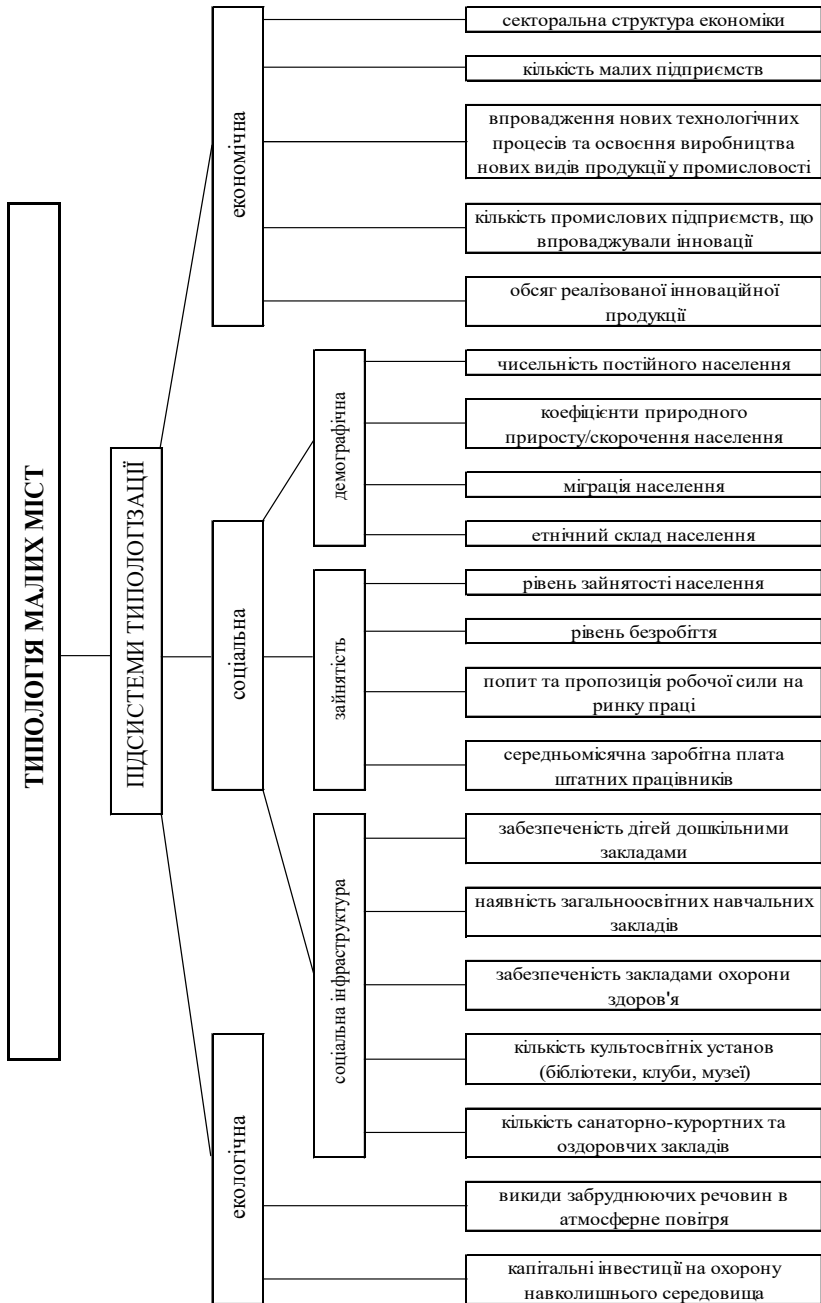 ТИПОЛОГІЯ МАЛИХ МІСТ
ПІДСИСТЕМИ ТИПОЛОГІЗАЦІЇ
економічна
секторальна структура економіки
кількість малих підприємств
впровадження нових технологічних
процесів та освоєння виробництва
нових видів продукції у промисловості
кількість промислових підприємств, що
впроваджували інновації
обсяг реалізованої інноваційної
продукції
соціальна
демографічна
чисельність постійного населення
коефіцієнти природного
приросту/скорочення населення
міграція населення
етнічний склад населення
зайнятість
рівень зайнятості населення
рівень безробіття
попит та пропозиція робочої сили на
ринку праці
середньомісячна заробітна плата
штатних працівників
соціальна інфраструктура
забезпеченість дітей дошкільними
закладами
наявність загальноосвітних навчальних
закладів
забезпеченість закладами охорони
здоров'я
кількість культосвітніх установ
(бібліотеки, клуби, музеї)
кількість санаторно-курортних та
оздоровчих закладів
екологічна
викиди забруднюючих речовин в
атмосферне повітря
капітальні інвестиції на охорону
навколишнього середовища